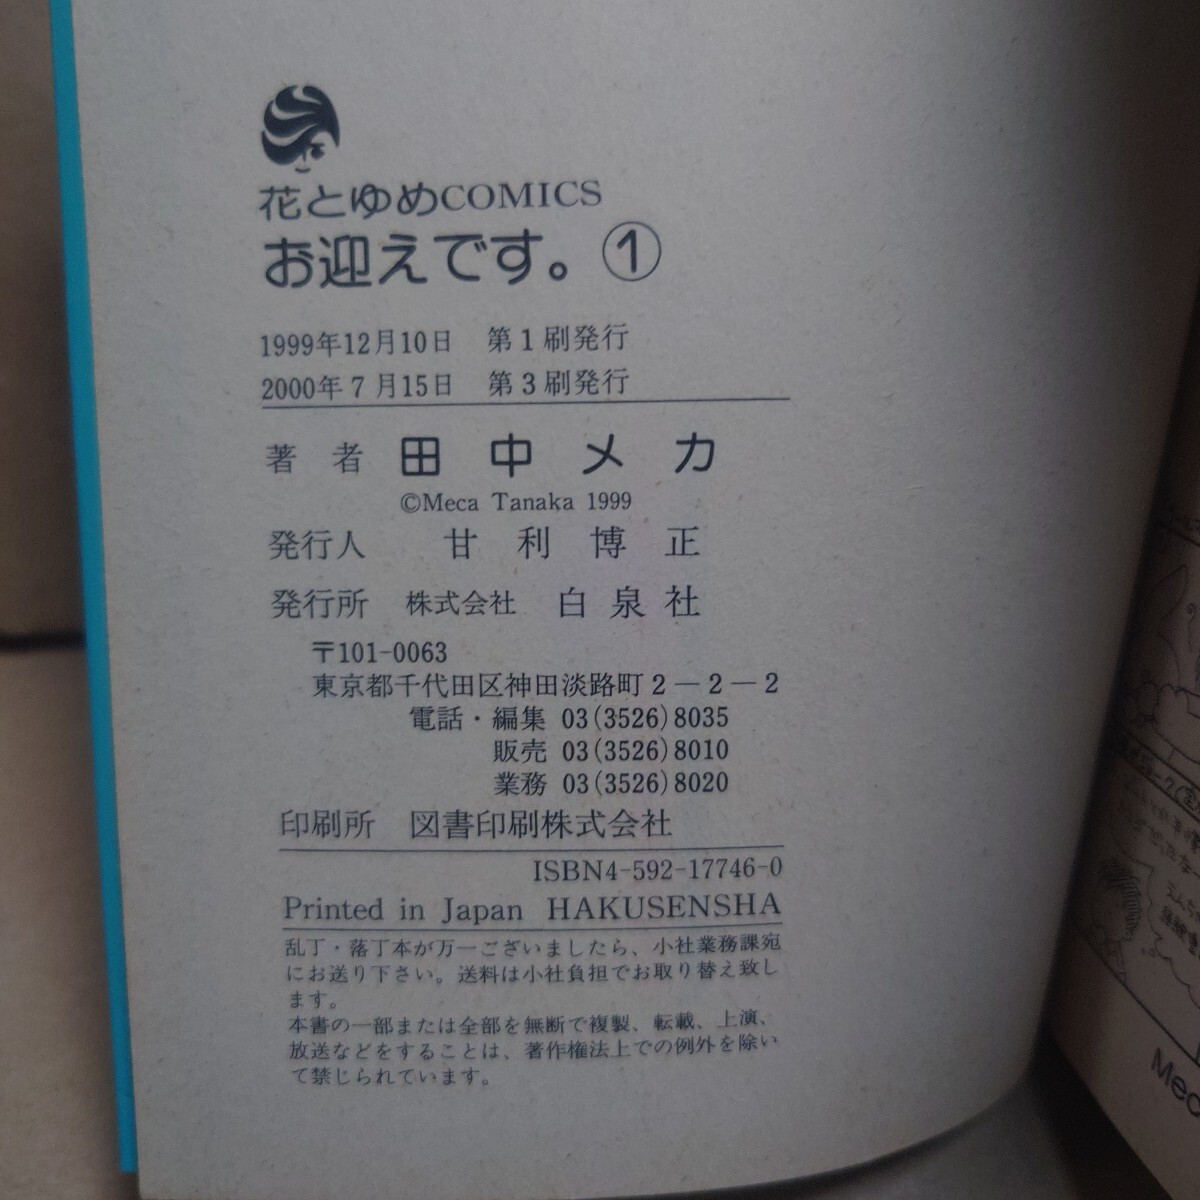 花とゆめCOMICS
お迎えです。①
1999年12月10日 第1刷発行
2000年7月15日 第3刷発行
著者 田中メカ
©Meca Tanaka 1999
発行人 甘利博正
発行所 株式会社 白泉社
〒101-0063
東京都千代田区神田淡路町2－2－2
電話・編集 03(3526)8035
販売 03(3526)8010
業務 03(3526)8020
印刷所 図書印刷株式会社
ISBN4-592-17746-0
Printed in Japan HAKUSENSHA
乱丁・落丁本が万一ございましたら、小社業務課宛
にお送り下さい。送料は小社負担でお取り替え致し
ます。
本書の一部または全部を無断で複製、転載、上演、
放送などをすることは、著作権法上での例外を除い
て禁じられています。